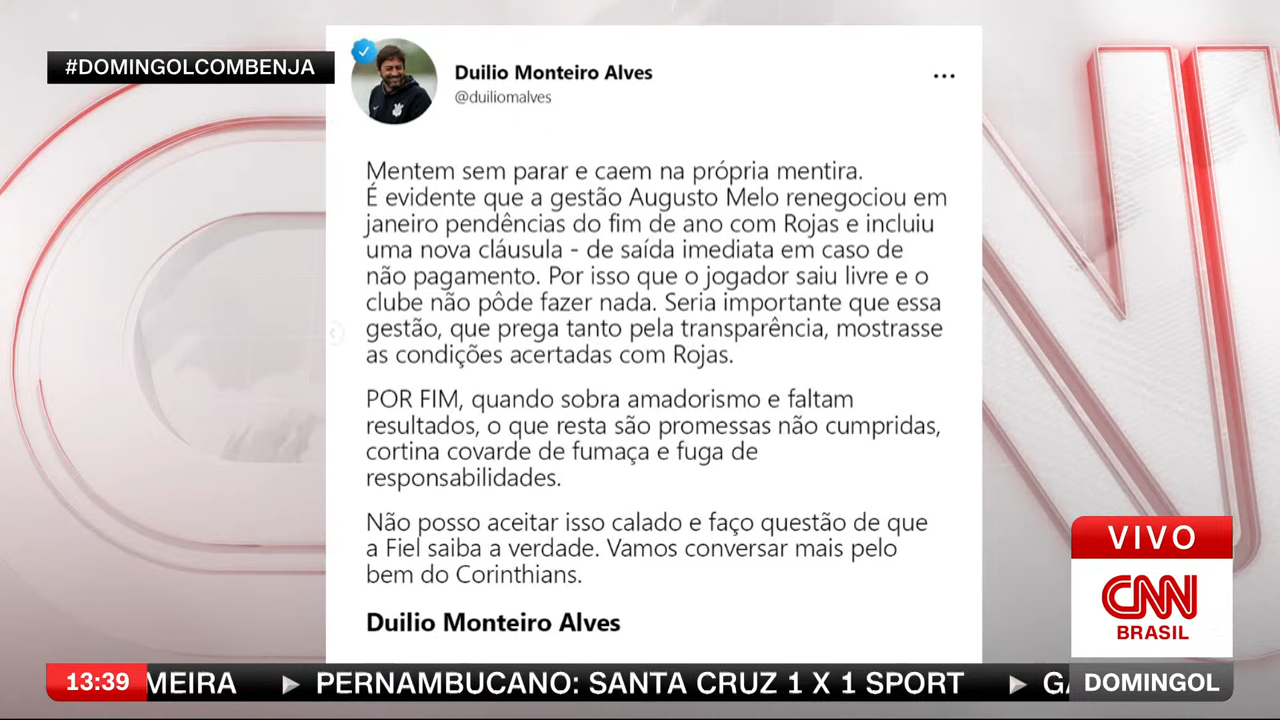 #DOMINGOLCOMBENJA
Duilio Monteiro Alves
@duiliomalves
Mentem sem parar e caem na própria mentira.
É evidente que a gestão Augusto Melo renegociou em
janeiro pendências do fim de ano com Rojas e incluiu
uma nova cláusula - de saída imediata em caso de
não pagamento. Por isso que o jogador saiu livre e o
clube não pôde fazer nada. Seria importante que essa
gestão, que prega tanto pela transparência, mostrasse
as condições acertadas com Rojas.
POR FIM, quando sobra amadorismo e faltam
resultados, o que resta são promessas não cumpridas,
cortina covarde de fumaça e fuga de
responsabilidades.
Não posso aceitar isso calado e faço questão de que
a Fiel saiba a verdade. Vamos conversar mais pelo
bem do Corinthians.
Duilio Monteiro Alves
VIVO
CNN
BRASIL
13:39 MEIRA ▶ PERNAMBUCANO: SANTA CRUZ 1 X 1 SPORT ▶ GA DOMINGOL